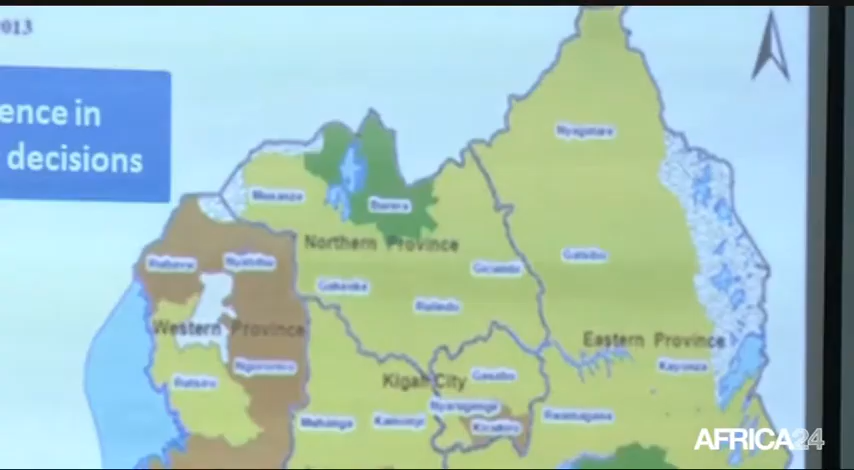 2013
ence in
decisions
Nyagatare
Musanze
Burera
Northern Province
Gatsibo
Rubavu
Nyabihu
Gicumbi
Gakenke
Rulindo
Western Province
Eastern Province
Ngororero
Kayonza
Rutsiro
Kigali City
Gasabo
Nyarugenge
Muhanga
Kamonyi
Kicukiro
Rwamagana
AFRICA24